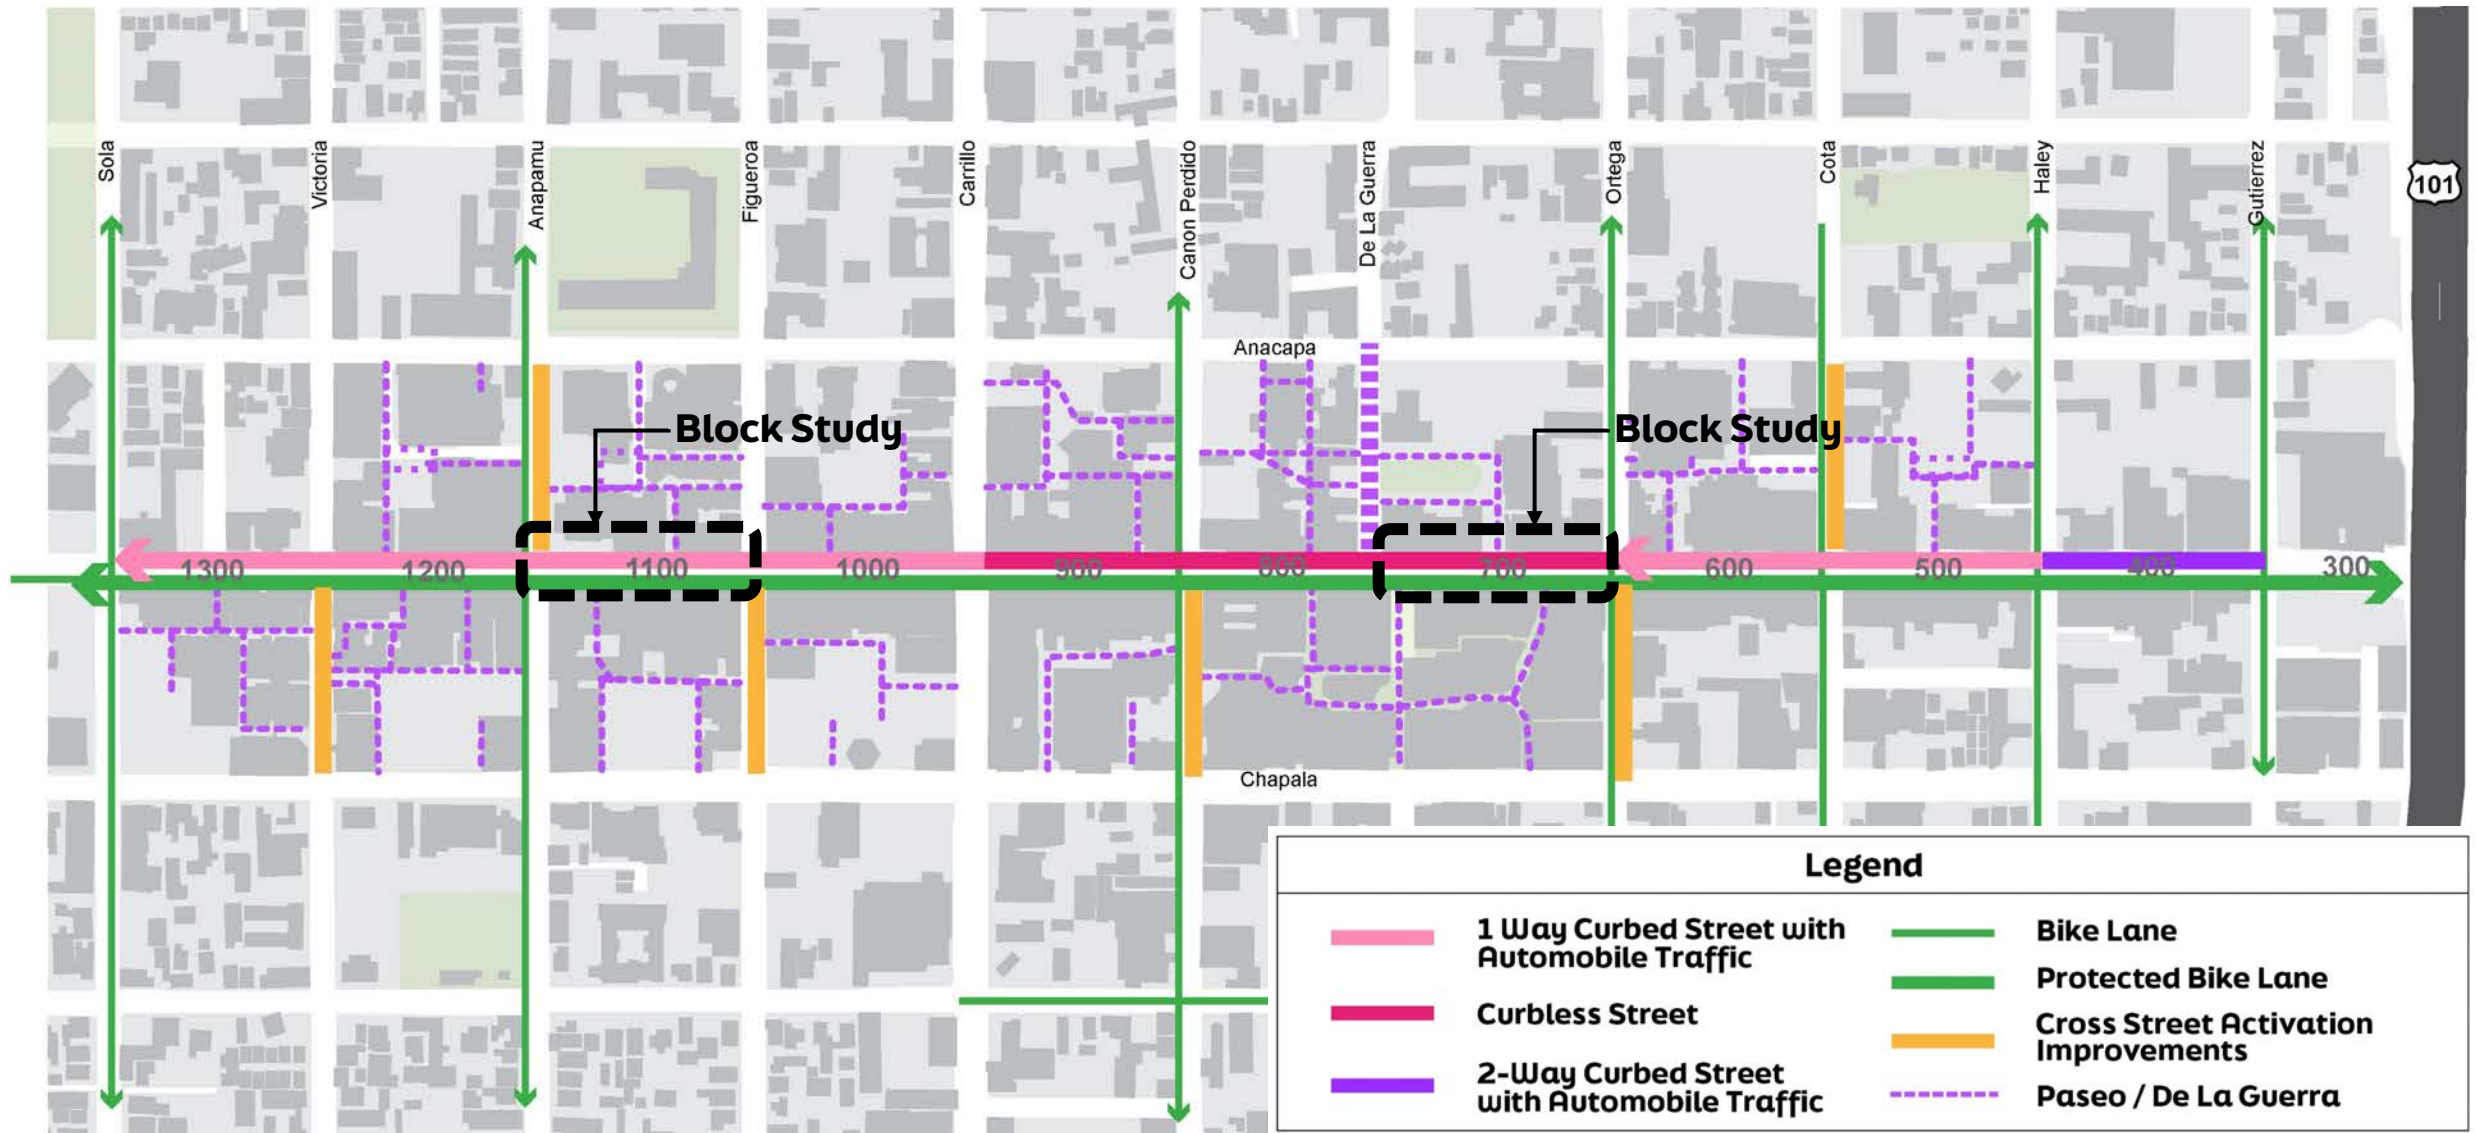 Sola
Victoria
Anapamu
Figueroa
Carrillo
Canon Perdido
De La Guerra
Ortega
Cota
Haley
Gutierrez
101
Anacapa
Block Study
Block Study
1300
1200
1100
1000
900
800
700
600
500
400
300
Chapala
Legend
1 Way Curbed Street with
Automobile Traffic
Curbless Street
2-Way Curbed Street
with Automobile Traffic
Bike Lane
Protected Bike Lane
Cross Street Activation
Improvements
Paseo / De La Guerra